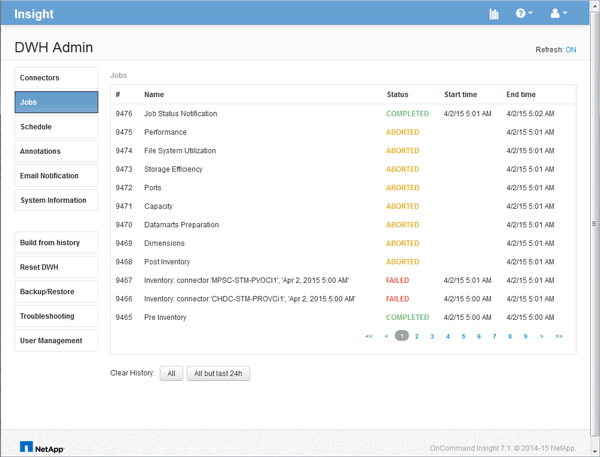 Insight
DWH Admin
Refresh: ON
Connectors
Jobs
Schedule
Annotations
Email Notification
System Information
Build from history
Reset DWH
Backup/Restore
Troubleshooting
User Management
Jobs
# Name Status Start time End time
9476 Job Status Notification COMPLETED 4/2/15 5:01 AM 4/2/15 5:02 AM
9475 Performance ABORTED 4/2/15 5:01 AM
9474 File System Utilization ABORTED 4/2/15 5:01 AM
9473 Storage Efficiency ABORTED 4/2/15 5:01 AM
9472 Ports ABORTED 4/2/15 5:01 AM
9471 Capacity ABORTED 4/2/15 5:01 AM
9470 Datamarts Preparation ABORTED 4/2/15 5:01 AM
9469 Dimensions ABORTED 4/2/15 5:01 AM
9468 Post Inventory ABORTED 4/2/15 5:01 AM
9467 Inventory: connector 'MPSC-STM-PVOCI1', 'Apr 2, 2015 5:00 AM' FAILED 4/2/15 5:01 AM 4/2/15 5:01 AM
9466 Inventory: connector 'CHDC-STM-PROVCi1', 'Apr 2, 2015 5:00 AM' FAILED 4/2/15 5:00 AM 4/2/15 5:01 AM
9465 Pre Inventory COMPLETED 4/2/15 5:00 AM 4/2/15 5:00 AM
<< < 1 2 3 4 5 6 7 8 9 > >>
Clear History: All All but last 24h
NetApp
OnCommand Insight 7.1. © 2014-15 NetApp.